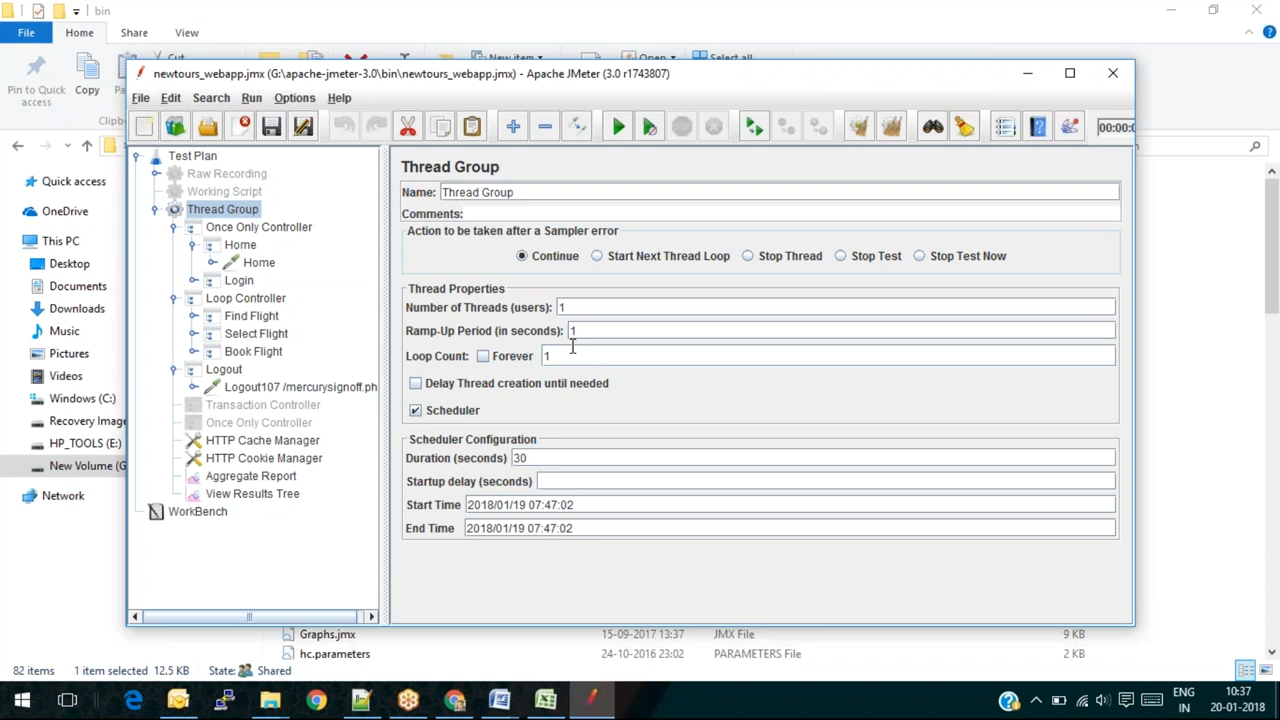 bin
File Home Share View
Cut New item Open Select all
Pin to Quick access
Copy
newtours_webapp.jmx (G:\apache-jmeter-3.0\bin\newtours_webapp.jmx) - Apache JMeter (3.0 r1743807)
File Edit Search Run Options Help
00:00:0
Quick access
OneDrive
This PC
Desktop
Documents
Downloads
Music
Pictures
Videos
Windows (C:)
Recovery Image
HP_TOOLS (E:)
New Volume (G
Network
Test Plan
Raw Recording
Working Script
Thread Group
Once Only Controller
Home
Home
Login
Loop Controller
Find Flight
Select Flight
Book Flight
Logout
Logout107 /mercurysignoff.ph
Transaction Controller
Once Only Controller
HTTP Cache Manager
HTTP Cookie Manager
Aggregate Report
View Results Tree
WorkBench
Thread Group
Name: Thread Group
Comments:
Action to be taken after a Sampler error
Continue Start Next Thread Loop Stop Thread Stop Test Stop Test Now
Thread Properties
Number of Threads (users): 1
Ramp-Up Period (in seconds): 1
Loop Count: Forever 1
Delay Thread creation until needed
Scheduler
Scheduler Configuration
Duration (seconds) 30
Startup delay (seconds)
Start Time 2018/01/19 07:47:02
End Time 2018/01/19 07:47:02
Graphs.jmx 15-09-2017 13:37 JMX File 9 KB
hc.parameters 24-10-2016 23:02 PARAMETERS File 2 KB
82 items 1 item selected 12.5 KB State: Shared
ENG IN
10:37
20-01-2018